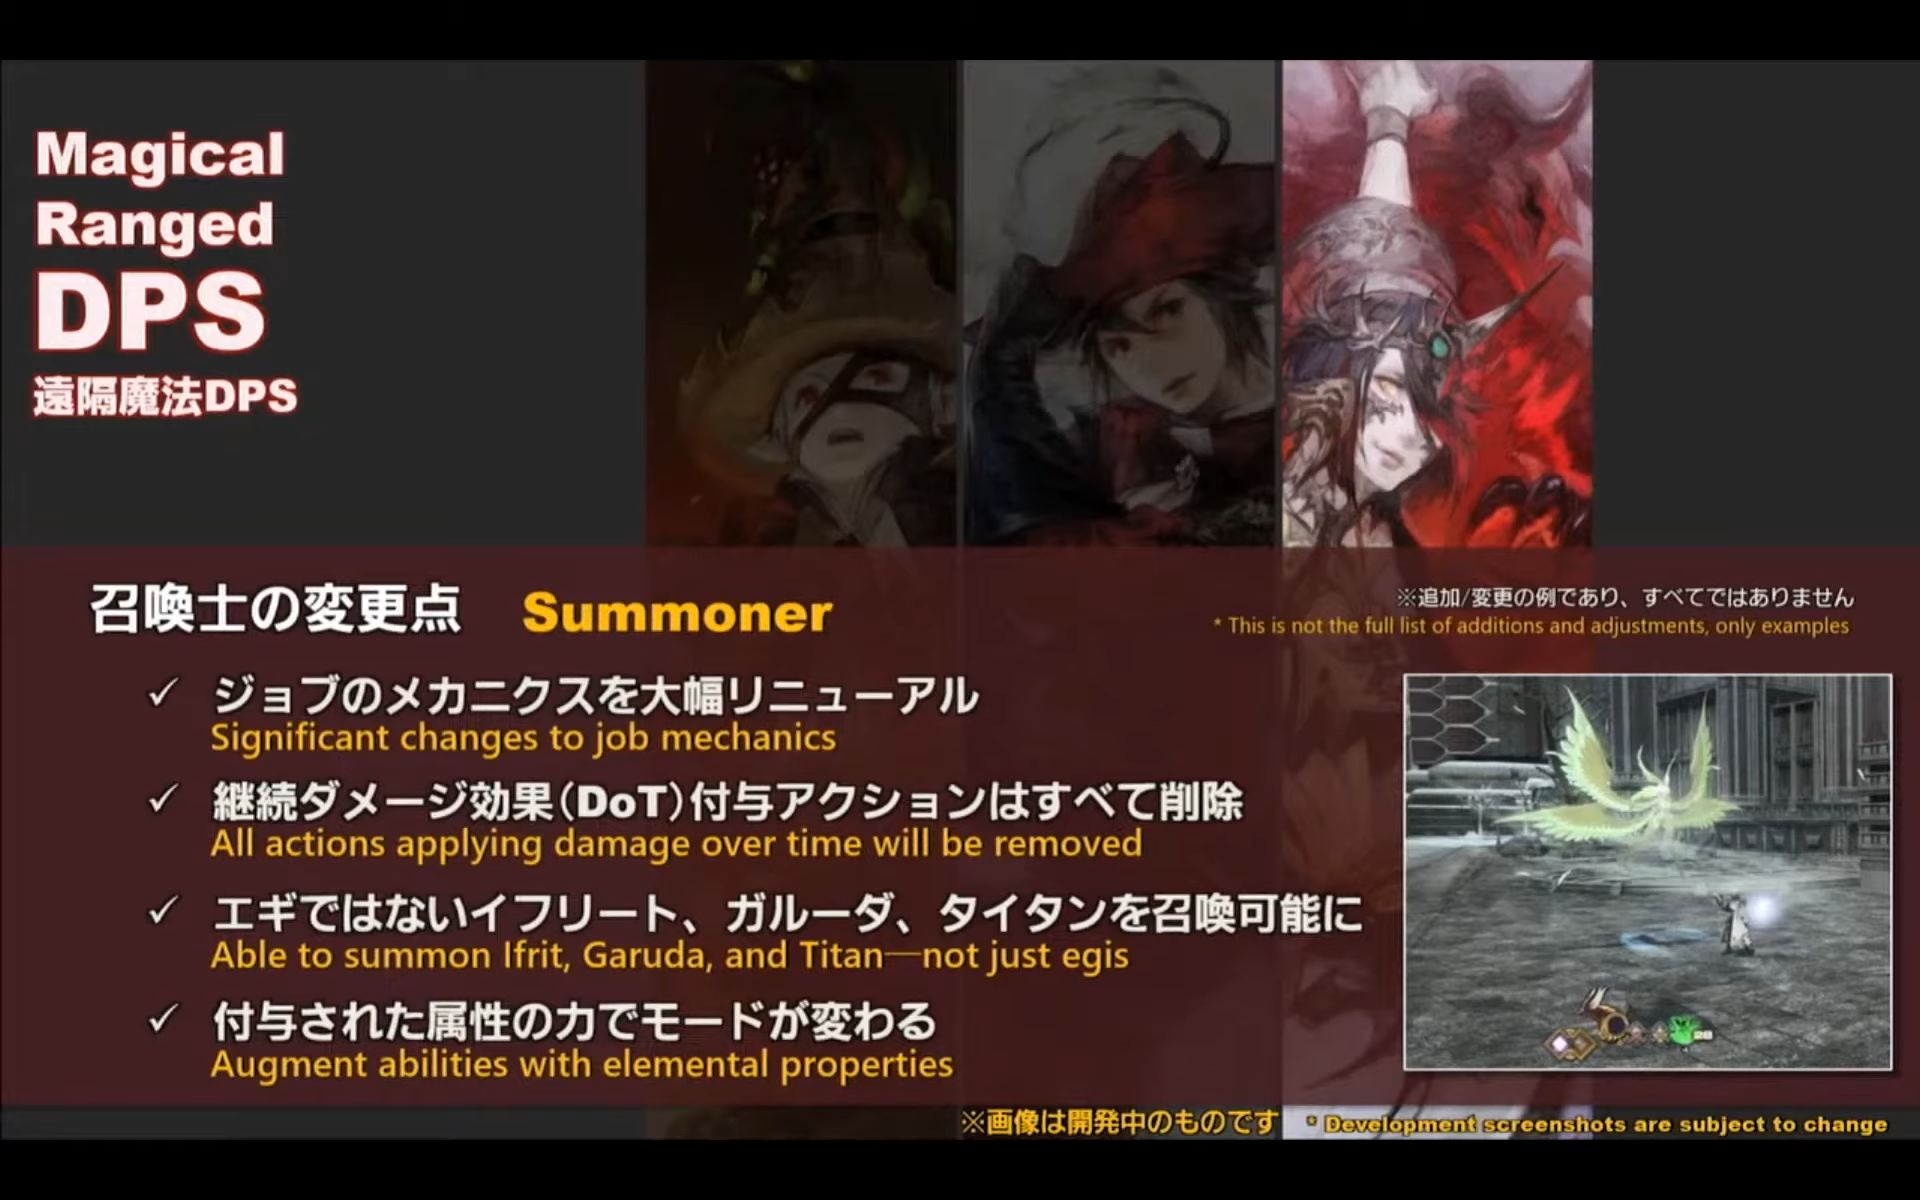 Magical
Ranged
DPS
遠隔魔法DPS
召喚士の変更点 Summoner
※追加/変更の例であり、すべてではありません
* This is not the full list of additions and adjustments, only examples
✓ ジョブのメカニクスを大幅リニューアル
Significant changes to job mechanics
✓ 継続ダメージ効果(DoT)付与アクションはすべて削除
All actions applying damage over time will be removed
✓ エギではないイフリート、ガルーダ、タイタンを召喚可能に
Able to summon Ifrit, Garuda, and Titan—not just egis
✓ 付与された属性の力でモードが変わる
Augment abilities with elemental properties
※画像は開発中のものです * Development screenshots are subject to change